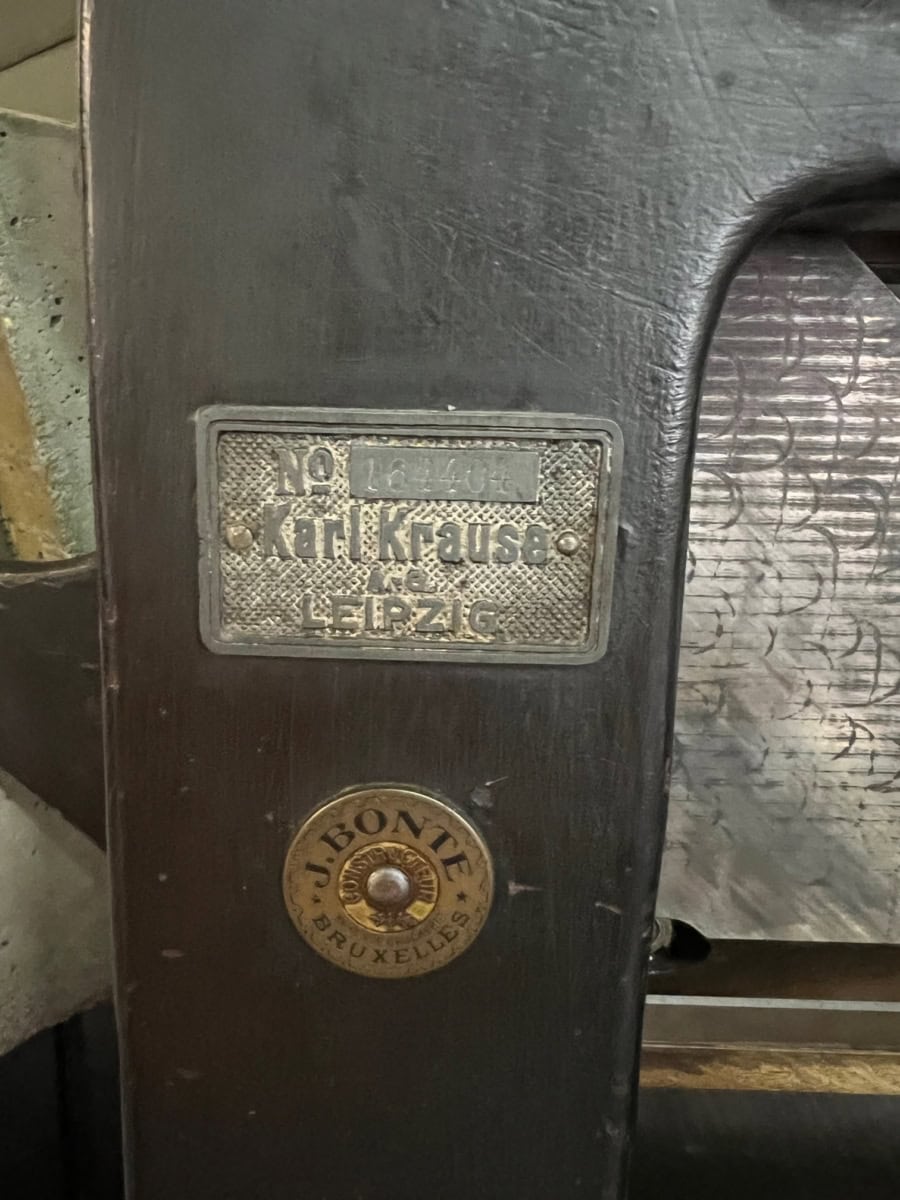 Nº 164404
Karl Krause
A.-G.
LEIPZIG
J. BONTE
CONSTRUCTEUR
BRUXELLES